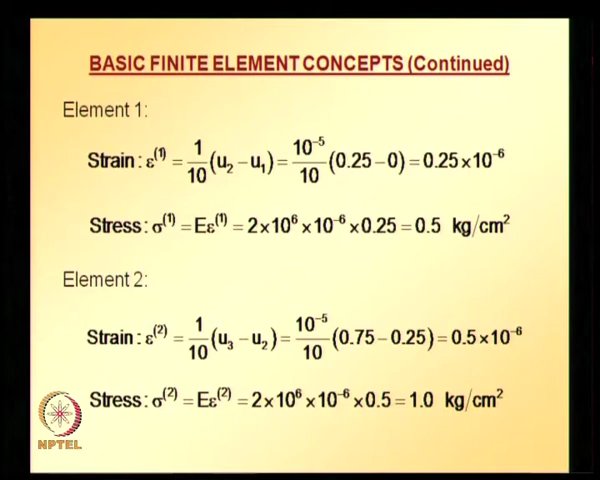 BASIC FINITE ELEMENT CONCEPTS (Continued)
Element 1:
Strain: ε⁽¹⁾ = 1/10 (u₂ − u₁) = 10⁻⁵/10 (0.25 − 0) = 0.25×10⁻⁶
Stress: σ⁽¹⁾ = Eε⁽¹⁾ = 2×10⁶ ×10⁻⁶ ×0.25 = 0.5 kg/cm²
Element 2:
Strain: ε⁽²⁾ = 1/10 (u₃ − u₂) = 10⁻⁵/10 (0.75 − 0.25) = 0.5×10⁻⁶
Stress: σ⁽²⁾ = Eε⁽²⁾ = 2×10⁶ ×10⁻⁶ ×0.5 = 1.0 kg/cm²
NPTEL